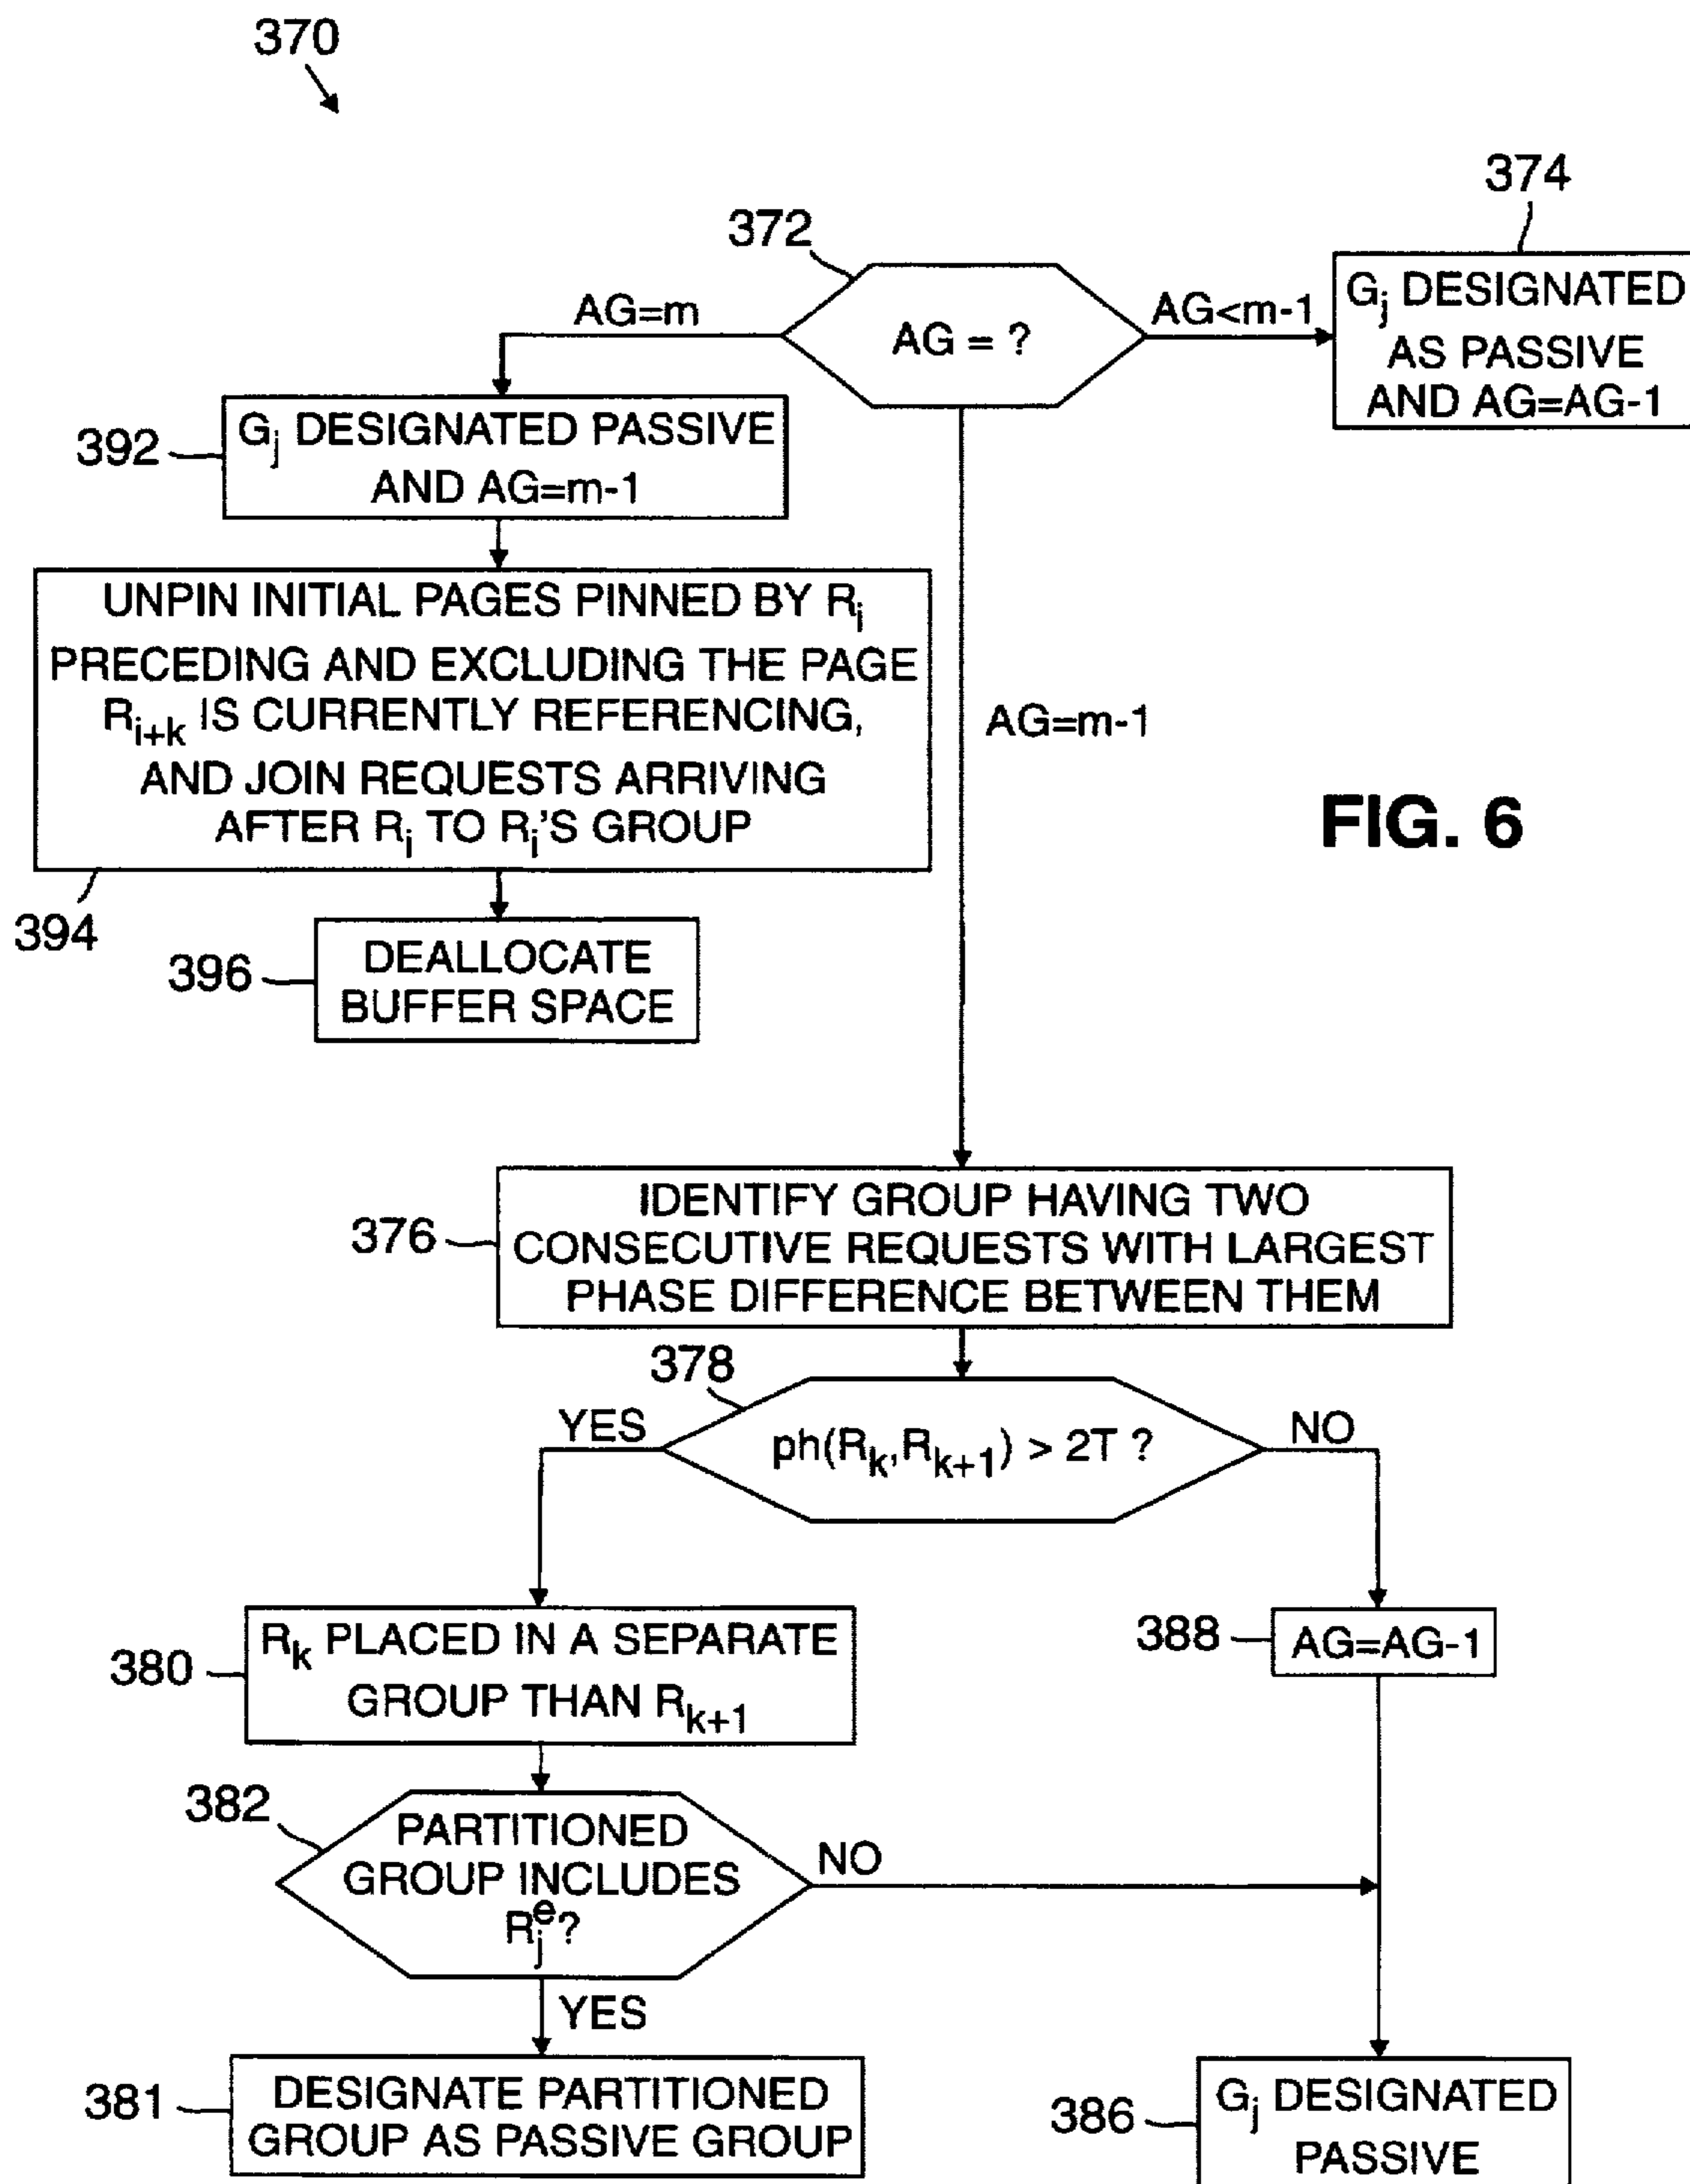 370
374
372
AG=m
AG = ?
AG<m-1
Gj DESIGNATED
AS PASSIVE
AND AG=AG-1
392
Gj DESIGNATED PASSIVE
AND AG=m-1
UNPIN INITIAL PAGES PINNED BY Ri
PRECEDING AND EXCLUDING THE PAGE
Ri+k IS CURRENTLY REFERENCING,
AND JOIN REQUESTS ARRIVING
AFTER Ri TO Ri'S GROUP
394
AG=m-1
FIG. 6
396
DEALLOCATE
BUFFER SPACE
376
IDENTIFY GROUP HAVING TWO
CONSECUTIVE REQUESTS WITH LARGEST
PHASE DIFFERENCE BETWEEN THEM
378
YES
ph(Rk,Rk+1) > 2T ?
NO
380
Rk PLACED IN A SEPARATE
GROUP THAN Rk+1
388
AG=AG-1
382
PARTITIONED
GROUP INCLUDES
Rje?
NO
YES
381
DESIGNATE PARTITIONED
GROUP AS PASSIVE GROUP
386
Gj DESIGNATED
PASSIVE